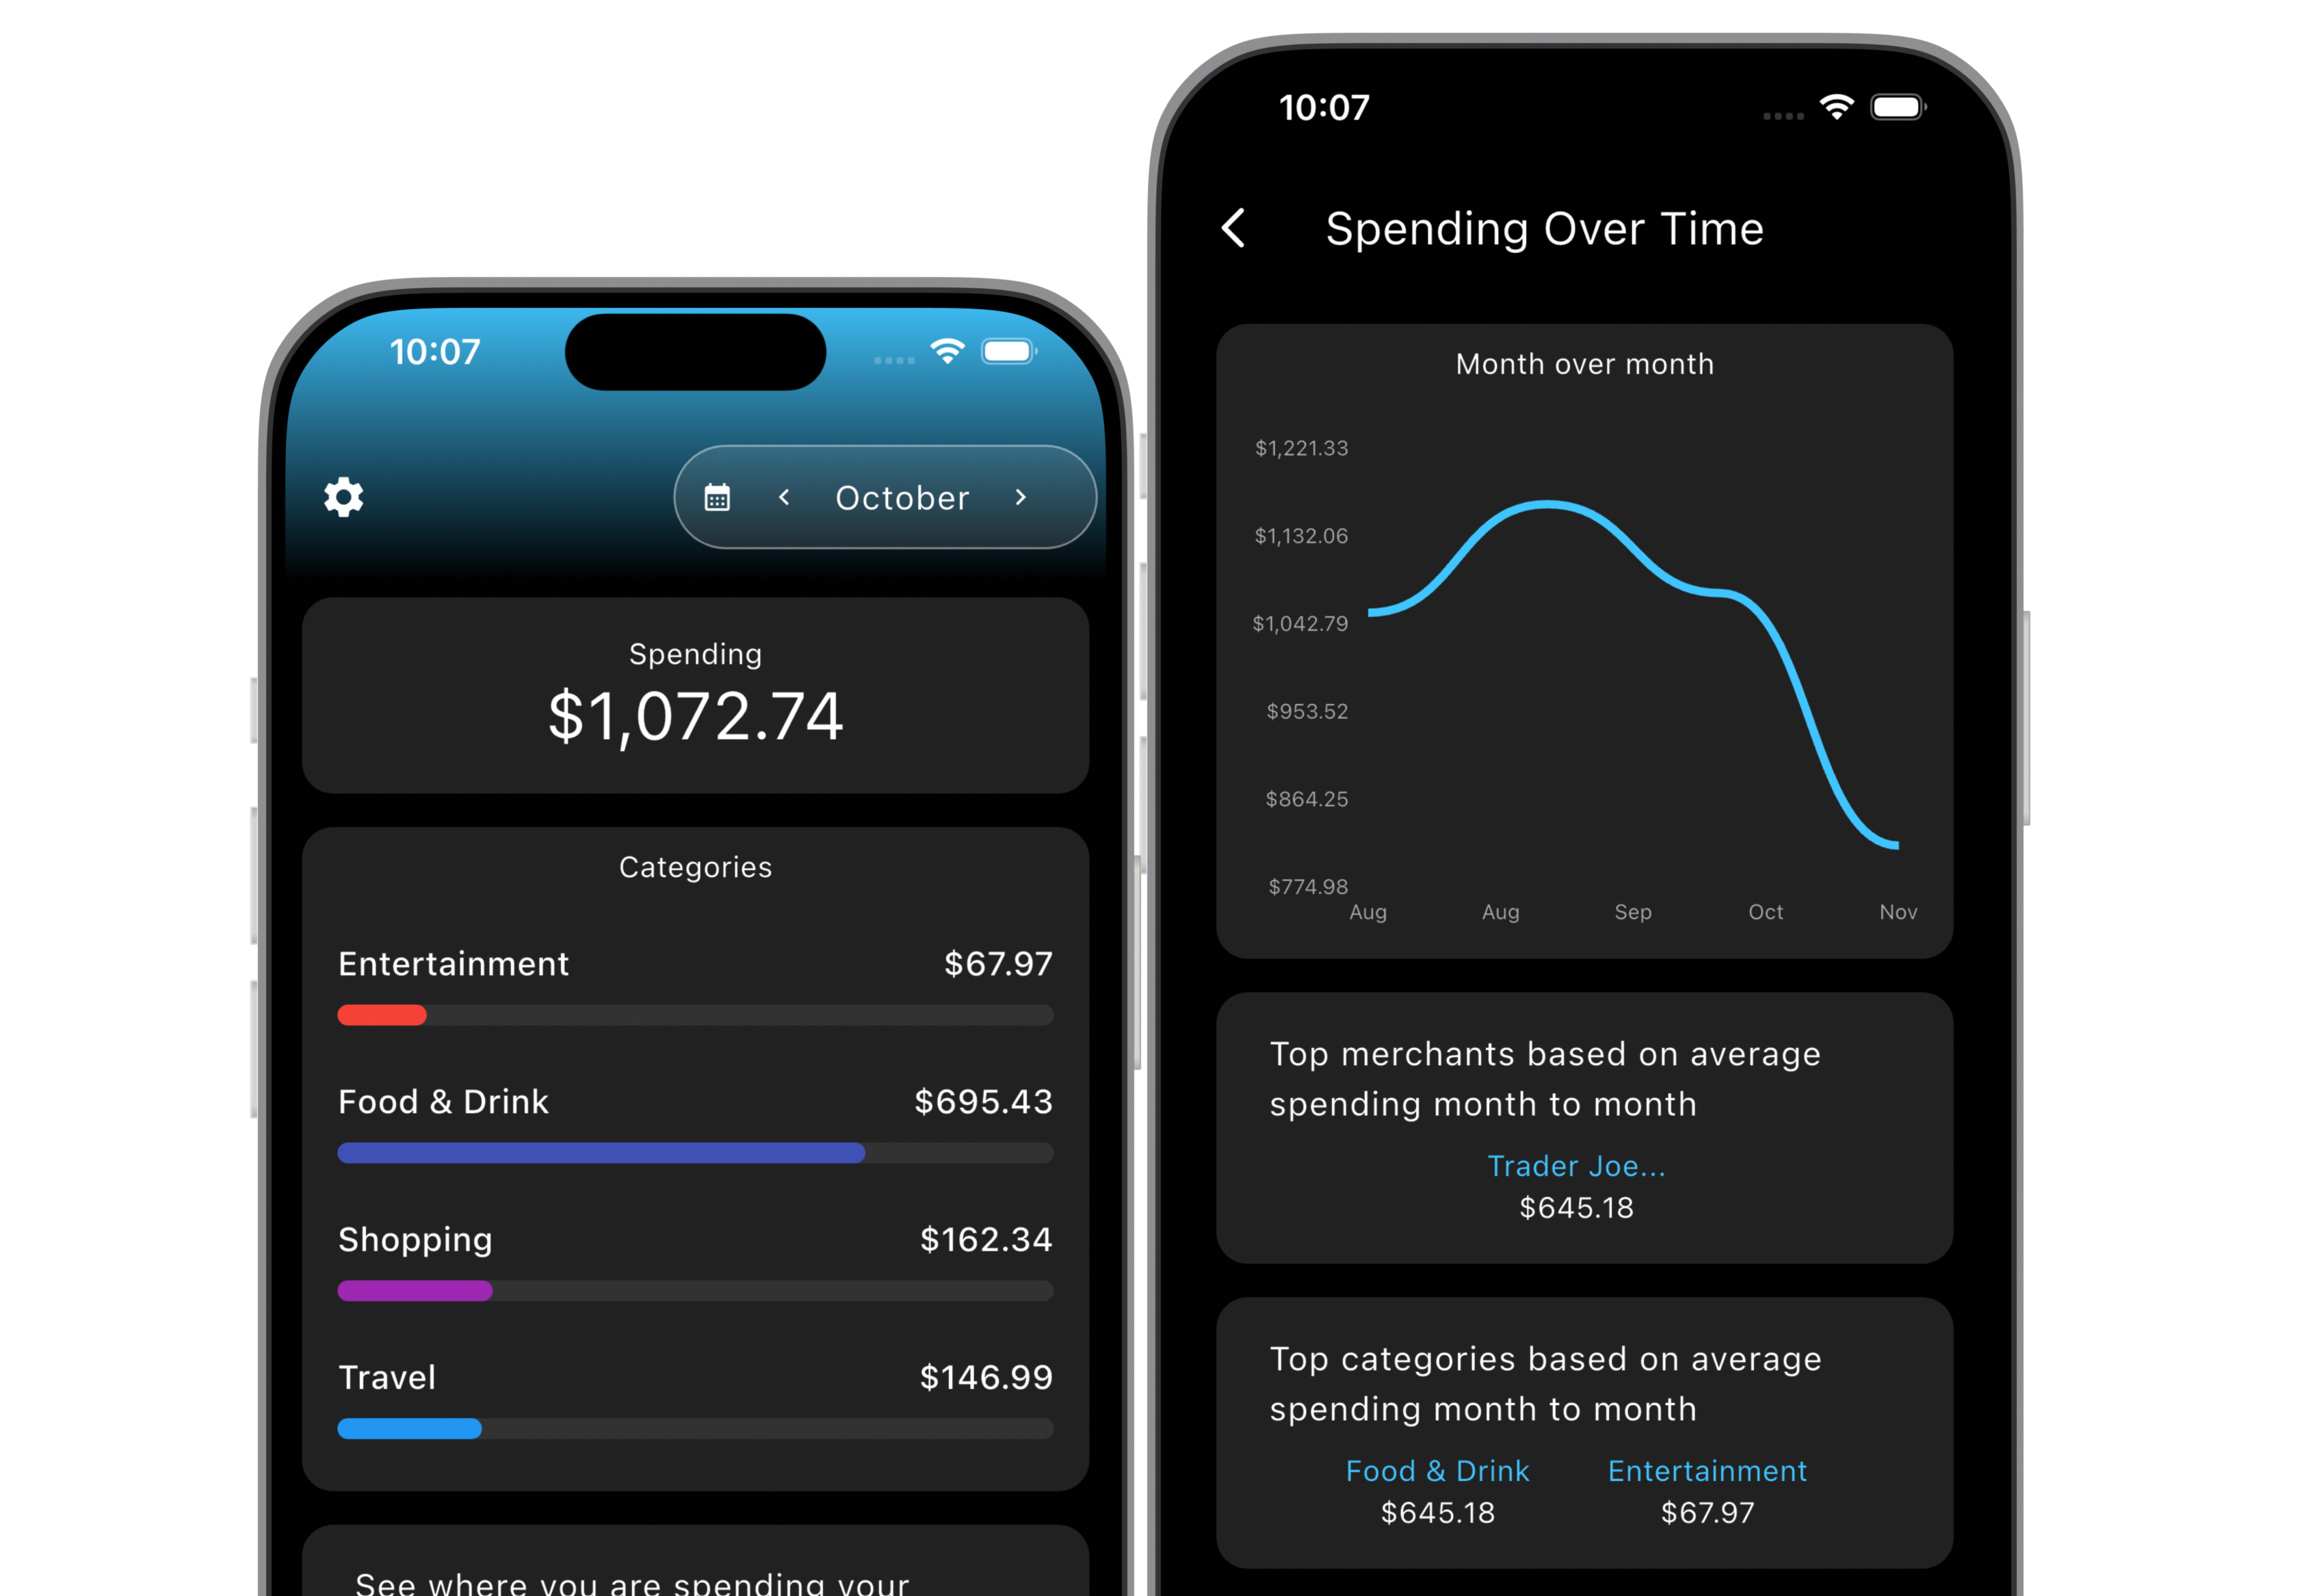 10:07
October
Spending
$1,072.74
Categories
Entertainment $67.97
Food & Drink $695.43
Shopping $162.34
Travel $146.99
See where you are spending your
10:07
Spending Over Time
Month over month
$1,221.33
$1,132.06
$1,042.79
$953.52
$864.25
$774.98
Aug Aug Sep Oct Nov
Top merchants based on average
spending month to month
Trader Joe...
$645.18
Top categories based on average
spending month to month
Food & Drink Entertainment
$645.18 $67.97